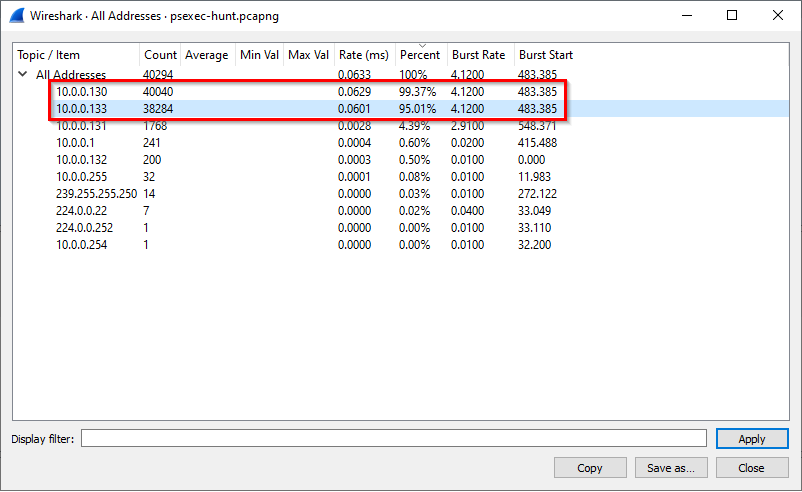 Wireshark · All Addresses · psexec-hunt.pcapng
Topic / Item Count Average Min Val Max Val Rate (ms) Percent Burst Rate Burst Start
All Addresses 40294 0.0633 100% 4.1200 483.385
10.0.0.130 40040 0.0629 99.37% 4.1200 483.385
10.0.0.133 38284 0.0601 95.01% 4.1200 483.385
10.0.0.131 1768 0.0028 4.39% 2.9100 548.371
10.0.0.1 241 0.0004 0.60% 0.0200 415.488
10.0.0.132 200 0.0003 0.50% 0.0100 0.000
10.0.0.255 32 0.0001 0.08% 0.0100 11.983
239.255.255.250 14 0.0000 0.03% 0.0100 272.122
224.0.0.22 7 0.0000 0.02% 0.0400 33.049
224.0.0.252 1 0.0000 0.00% 0.0100 33.110
10.0.0.254 1 0.0000 0.00% 0.0100 32.200
Display filter: Apply
Copy Save as... Close